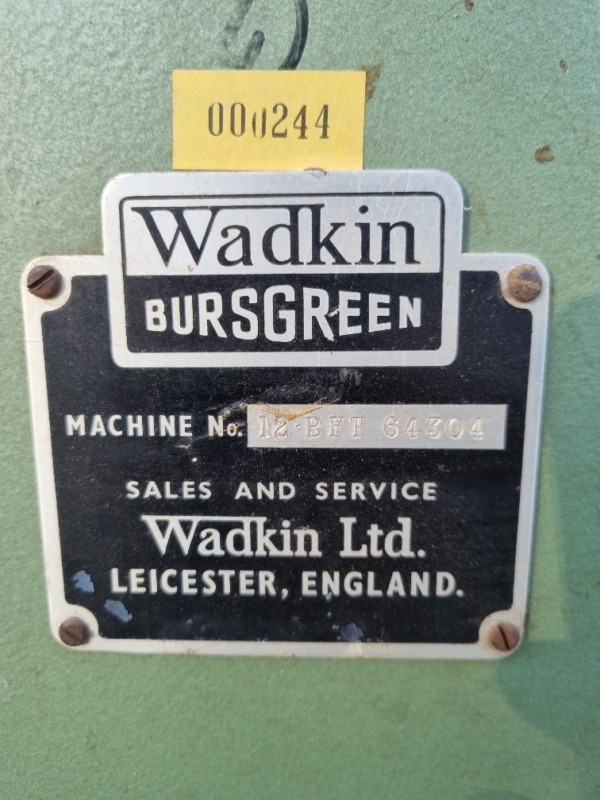 000244
Wadkin
BURSGREEN
MACHINE No. 12·BFT 64304
SALES AND SERVICE
Wadkin Ltd.
LEICESTER, ENGLAND.